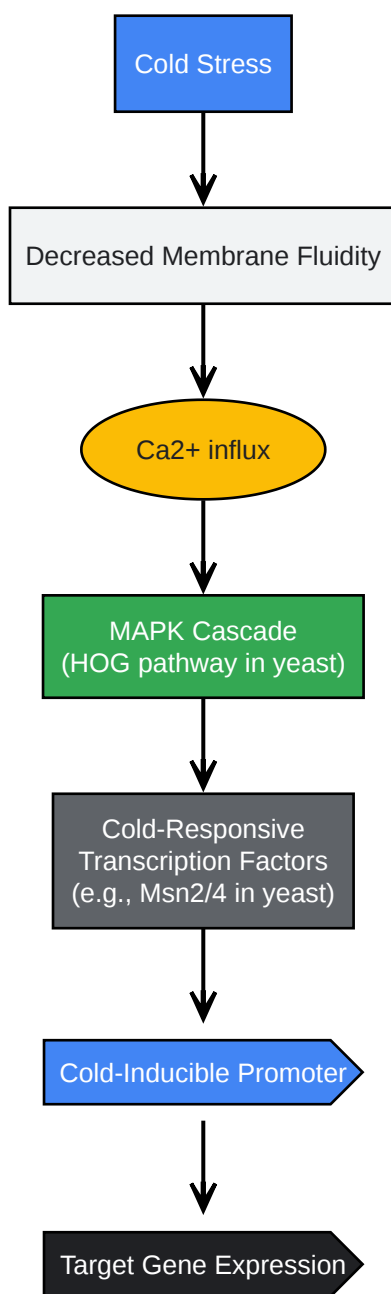 Cold Stress
Decreased Membrane Fluidity
Ca2+ influx
MAPK Cascade
(HOG pathway in yeast)
Cold-Responsive
Transcription Factors
(e.g., Msn2/4 in yeast)
Cold-Inducible Promoter
Target Gene Expression